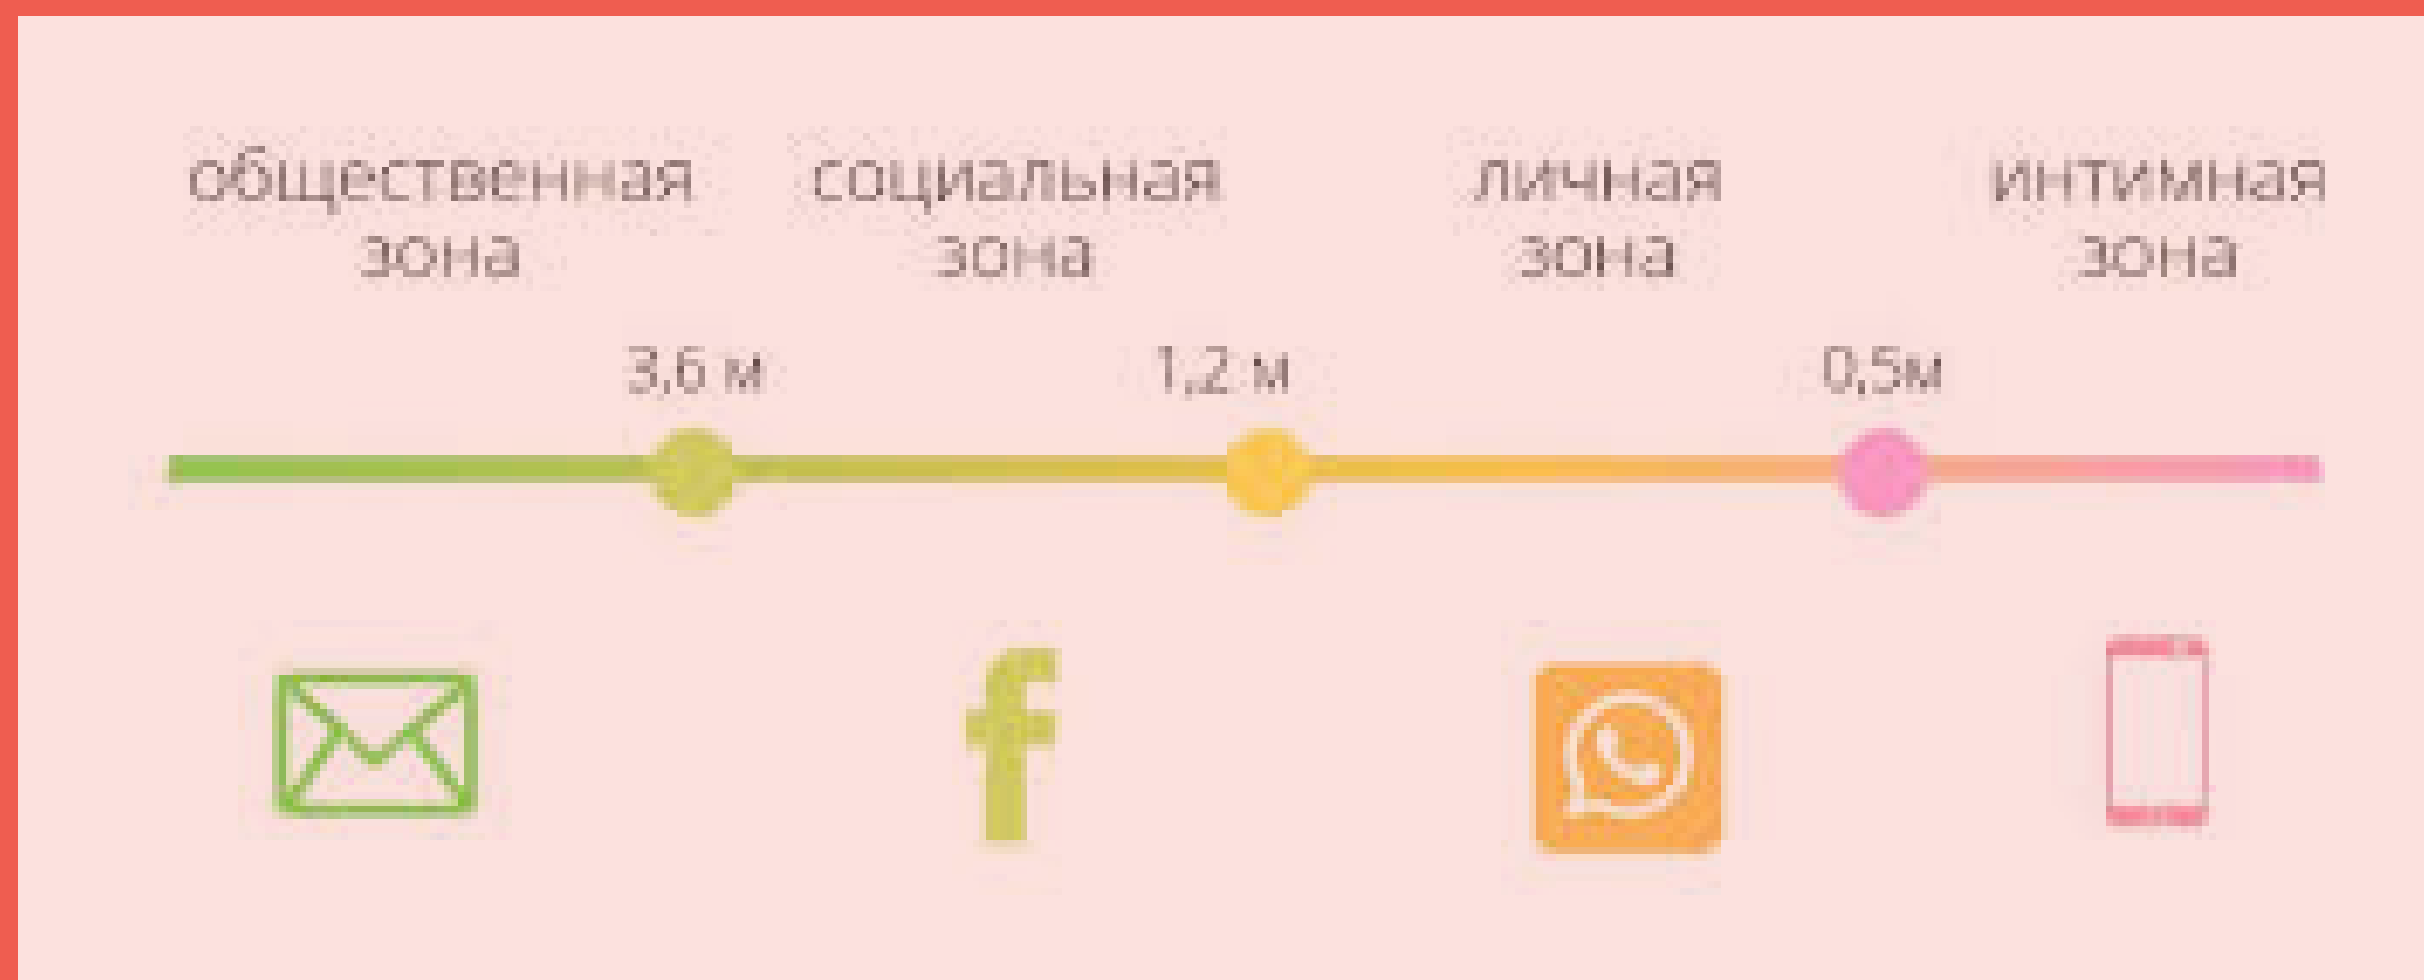 общественная
зона
социальная
зона
личная
зона
интимная
зона
3,6 м
1,2 м
0,5м